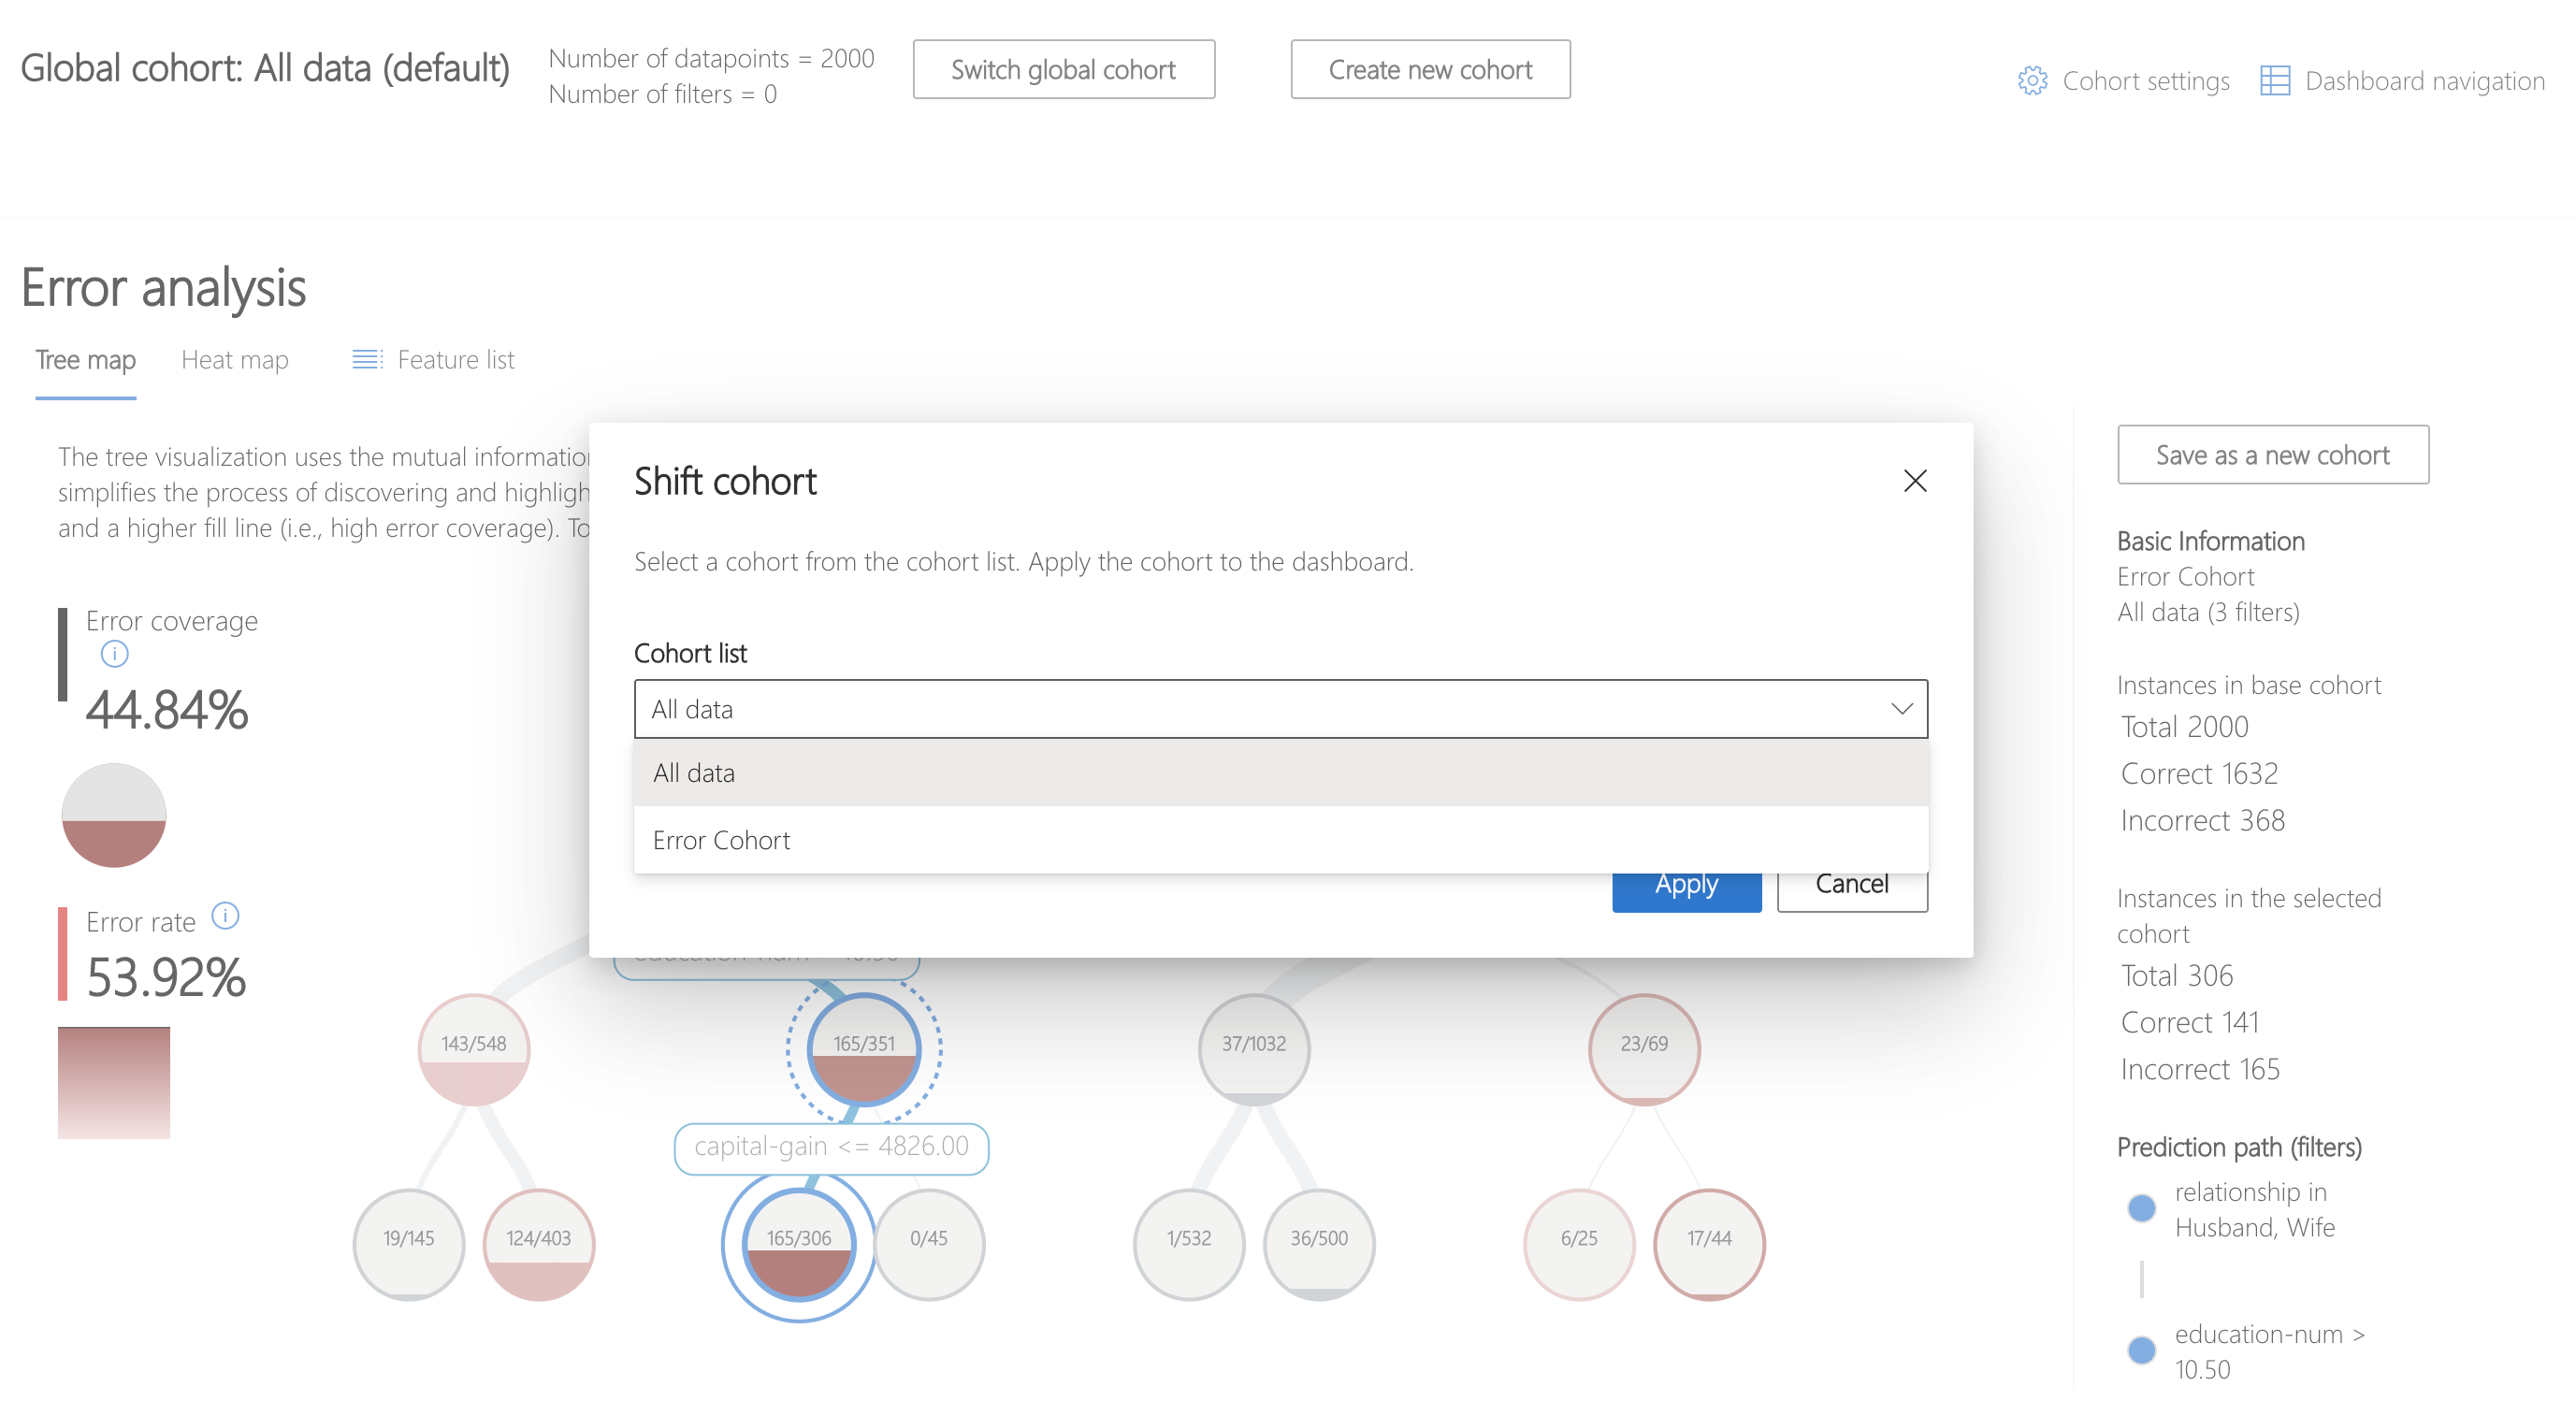 Global cohort: All data (default)
Number of datapoints = 2000
Number of filters = 0
Switch global cohort
Create new cohort
Cohort settings
Dashboard navigation
Error analysis
Tree map
Heat map
Feature list
The tree visualization uses the mutual
simplifies the process of discovering and
and a higher fill line (i.e., high error coverage).
Shift cohort
Select a cohort from the cohort list. Apply the cohort to the dashboard.
Cohort list
All data
All data
Error Cohort
Apply
Cancel
Error coverage
44.84%
Error rate
53.92%
143/548
165/351
37/1032
23/69
capital-gain <= 4826.00
19/145
124/403
165/306
0/45
1/532
36/500
6/25
17/44
Save as a new cohort
Basic Information
Error Cohort
All data (3 filters)
Instances in base cohort
Total 2000
Correct 1632
Incorrect 368
Instances in the selected
cohort
Total 306
Correct 141
Incorrect 165
Prediction path (filters)
relationship in
Husband, Wife
education-num >
10.50